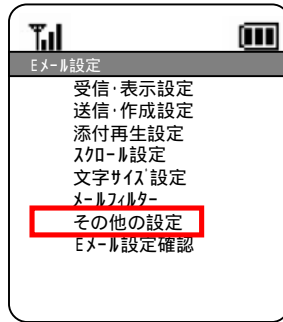 Eﾒｰﾙ設定
受信･表示設定
送信･作成設定
添付再生設定
ｽｸﾛｰﾙ設定
文字ｻｲｽﾞ設定
ﾒｰﾙﾌｨﾙﾀｰ
その他の設定
Eﾒｰﾙ設定確認